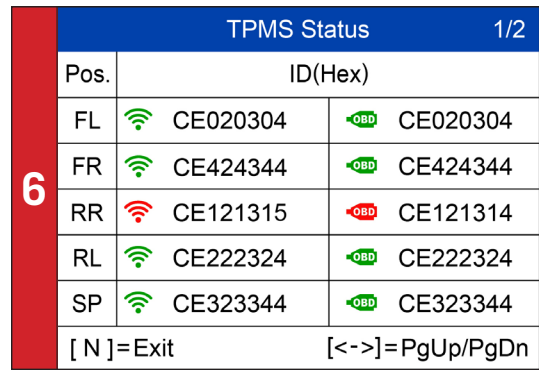 6
TPMS Status 1/2
Pos. ID(Hex)
FL CE020304 OBD CE020304
FR CE424344 OBD CE424344
RR CE121315 OBD CE121314
RL CE222324 OBD CE222324
SP CE323344 OBD CE323344
[ N ]=Exit [<->]=PgUp/PgDn